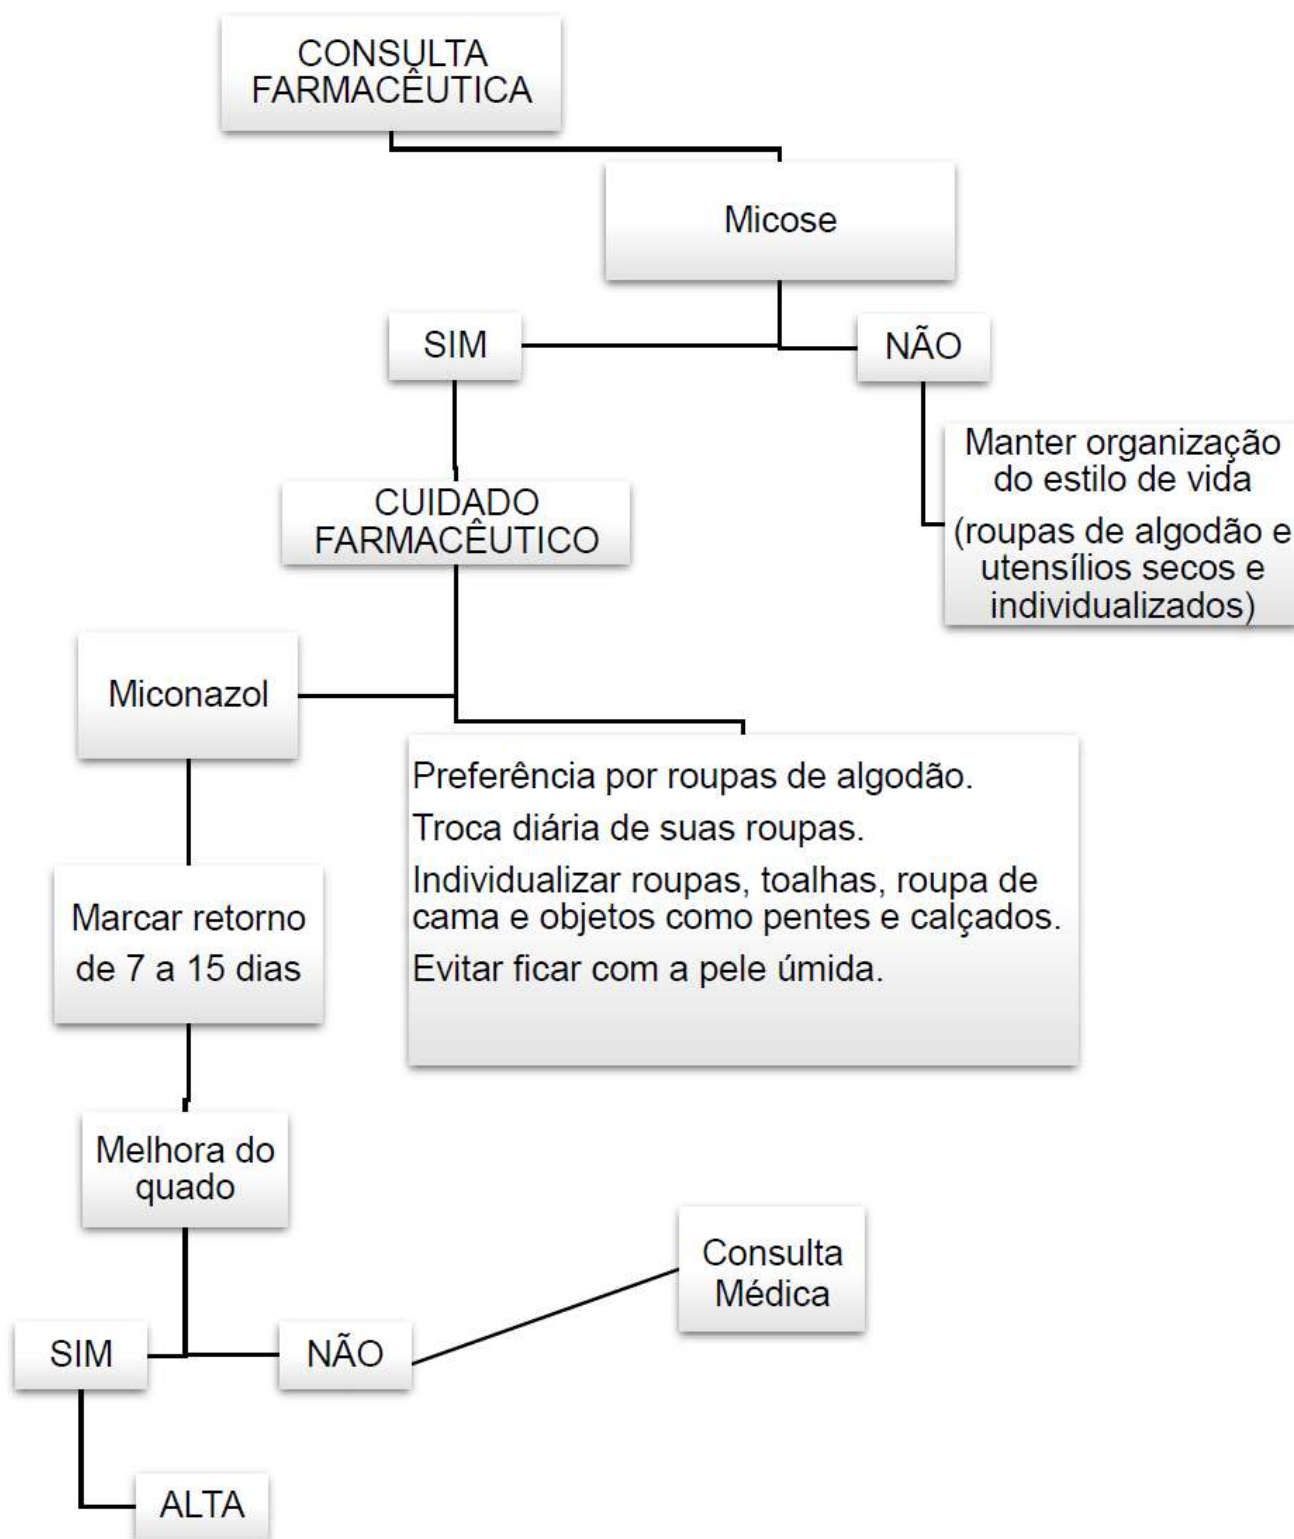 CONSULTA
FARMACÊUTICA
Micose
SIM
NÃO
Manter organização
do estilo de vida
(roupas de algodão e
utensílios secos e
individualizados)
CUIDADO
FARMACÊUTICO
Miconazol
Preferência por roupas de algodão.
Troca diária de suas roupas.
Individualizar roupas, toalhas, roupa de
cama e objetos como pentes e calçados.
Evitar ficar com a pele úmida.
Marcar retorno
de 7 a 15 dias
Melhora do
quado
Consulta
Médica
SIM
NÃO
ALTA